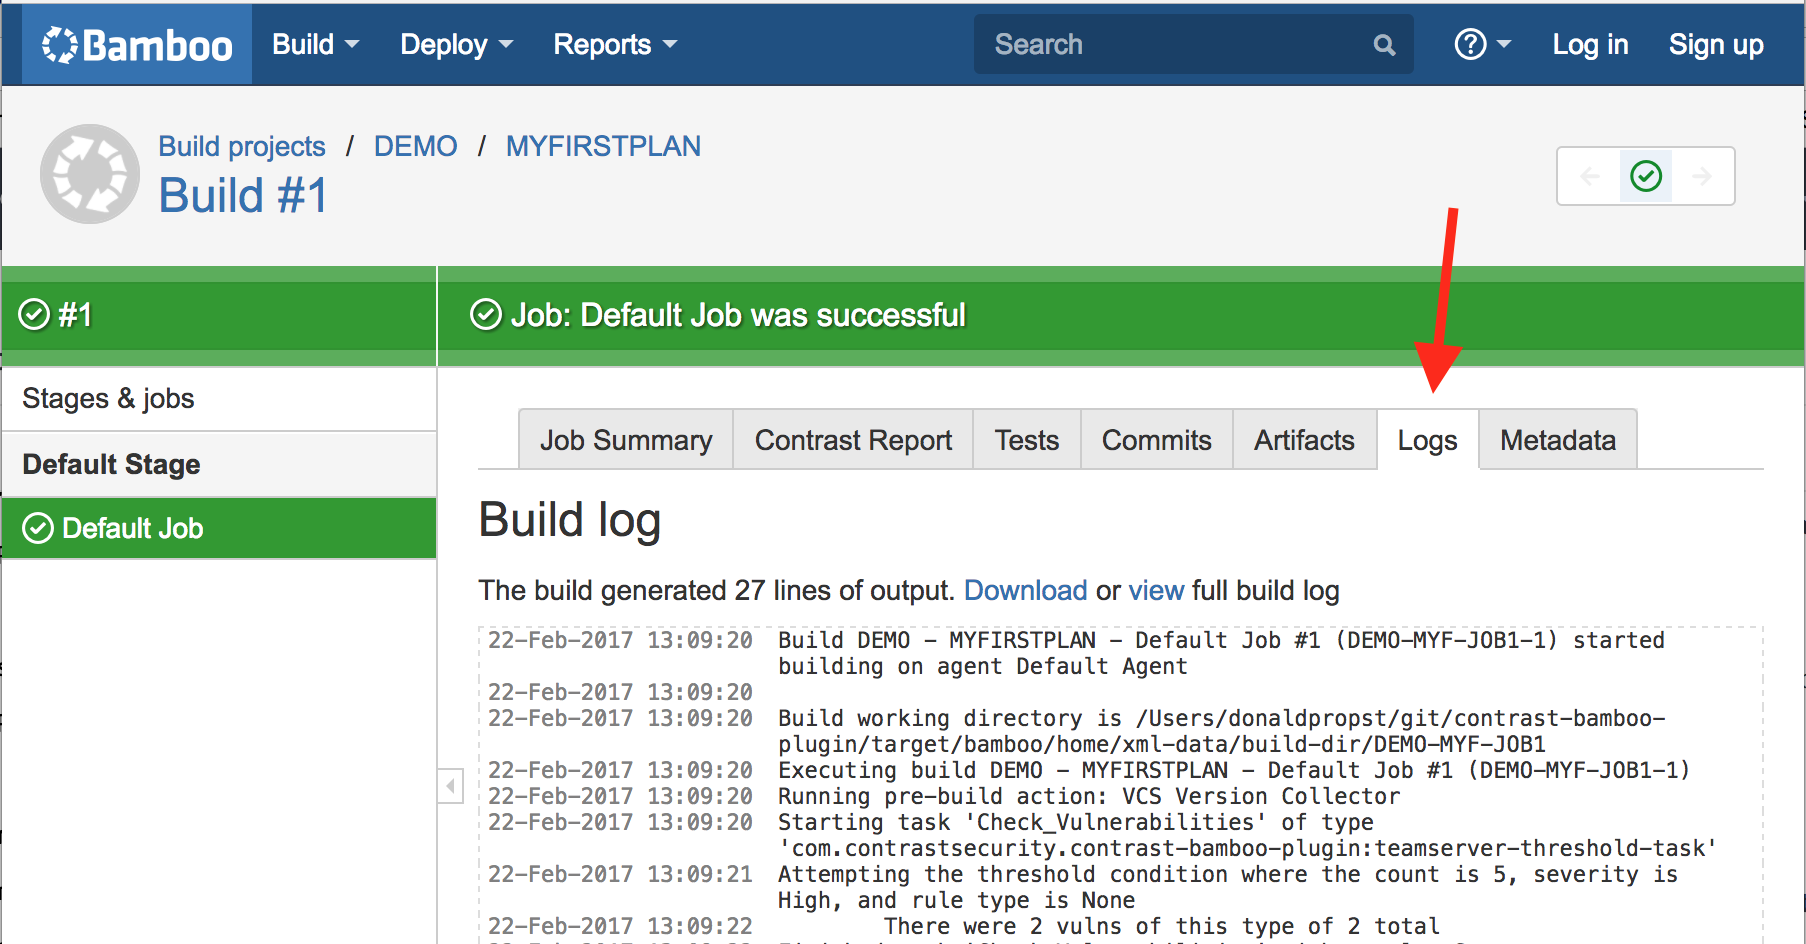 Bamboo Build Deploy Reports Search Log in Sign up
Build projects / DEMO / MYFIRSTPLAN
Build #1
#1
Job: Default Job was successful
Stages & jobs
Default Stage
Default Job
Job Summary Contrast Report Tests Commits Artifacts Logs Metadata
Build log
The build generated 27 lines of output. Download or view full build log
22-Feb-2017 13:09:20 Build DEMO - MYFIRSTPLAN - Default Job #1 (DEMO-MYF-JOB1-1) started
building on agent Default Agent
22-Feb-2017 13:09:20
22-Feb-2017 13:09:20 Build working directory is /Users/donaldpropst/git/contrast-bamboo-
plugin/target/bamboo/home/xml-data/build-dir/DEMO-MYF-JOB1
22-Feb-2017 13:09:20 Executing build DEMO - MYFIRSTPLAN - Default Job #1 (DEMO-MYF-JOB1-1)
22-Feb-2017 13:09:20 Running pre-build action: VCS Version Collector
22-Feb-2017 13:09:20 Starting task 'Check_Vulnerabilities' of type
'com.contrastsecurity.contrast-bamboo-plugin:teamserver-threshold-task'
22-Feb-2017 13:09:21 Attempting the threshold condition where the count is 5, severity is
High, and rule type is None
22-Feb-2017 13:09:22 There were 2 vulns of this type of 2 total